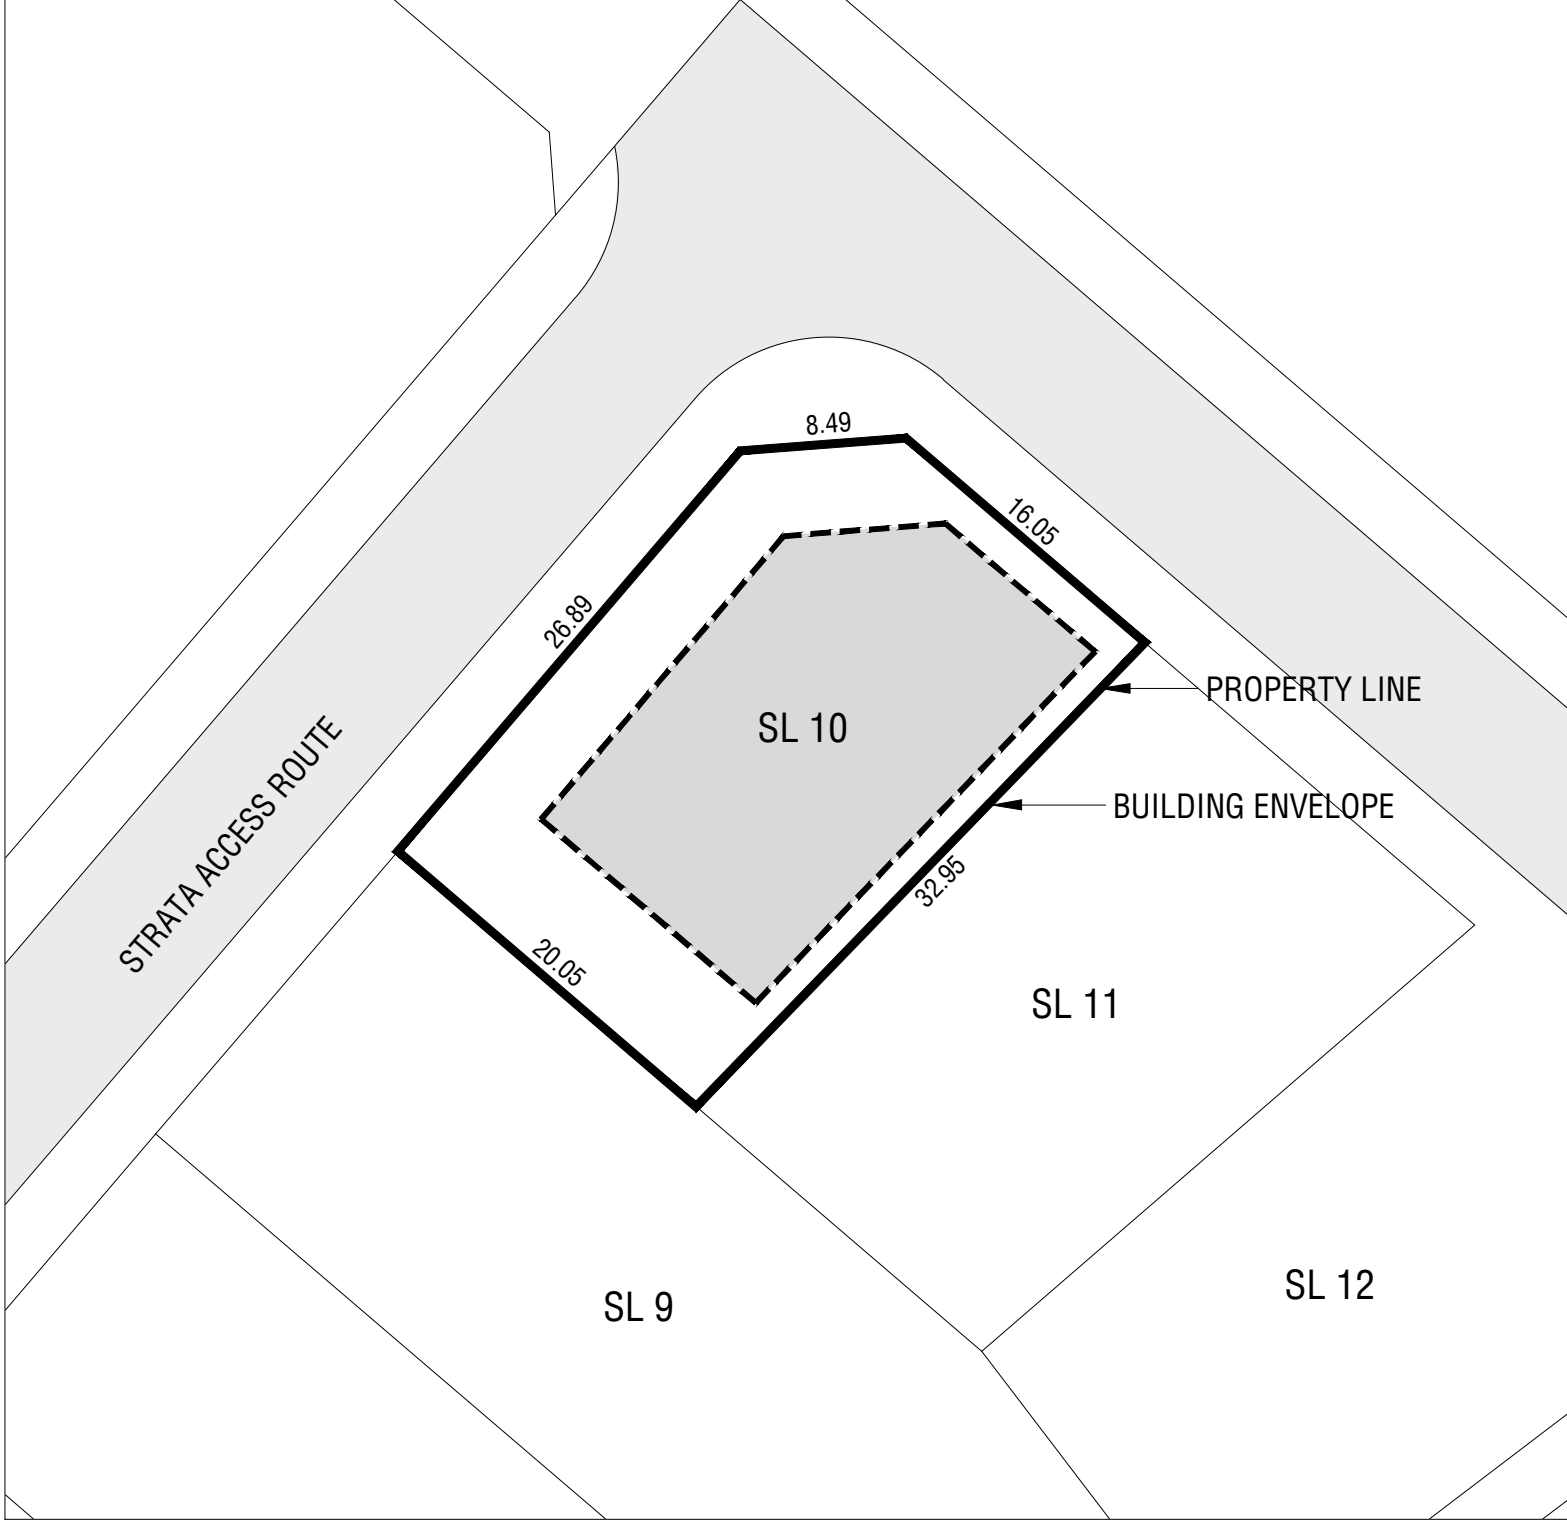 8.49
16.05
26.89
PROPERTY LINE
SL 10
BUILDING ENVELOPE
STRATA ACCESS ROUTE
32.95
20.05
SL 11
SL 12
SL 9